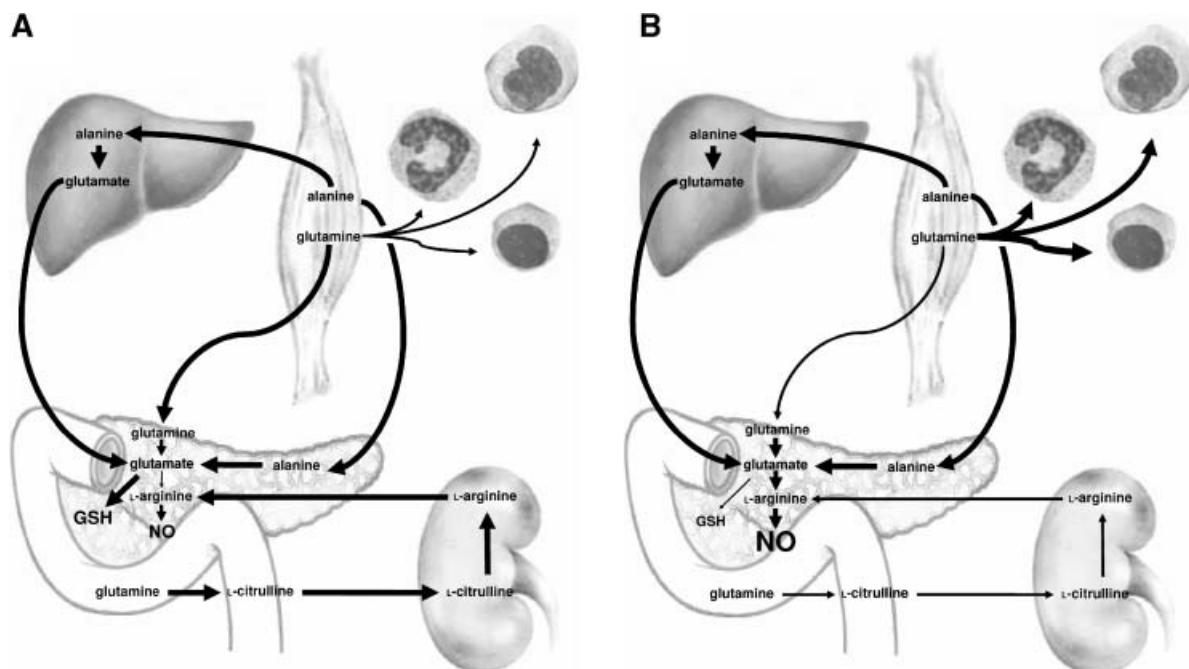 A
alanine
glutamate
alanine
glutamine
glutamine
glutamate
alanine
L-arginine
GSH
NO
L-arginine
glutamine
L-citrulline
L-citrulline
B
alanine
glutamate
alanine
glutamine
glutamine
glutamate
alanine
L-arginine
GSH
NO
L-arginine
glutamine
L-citrulline
L-citrulline